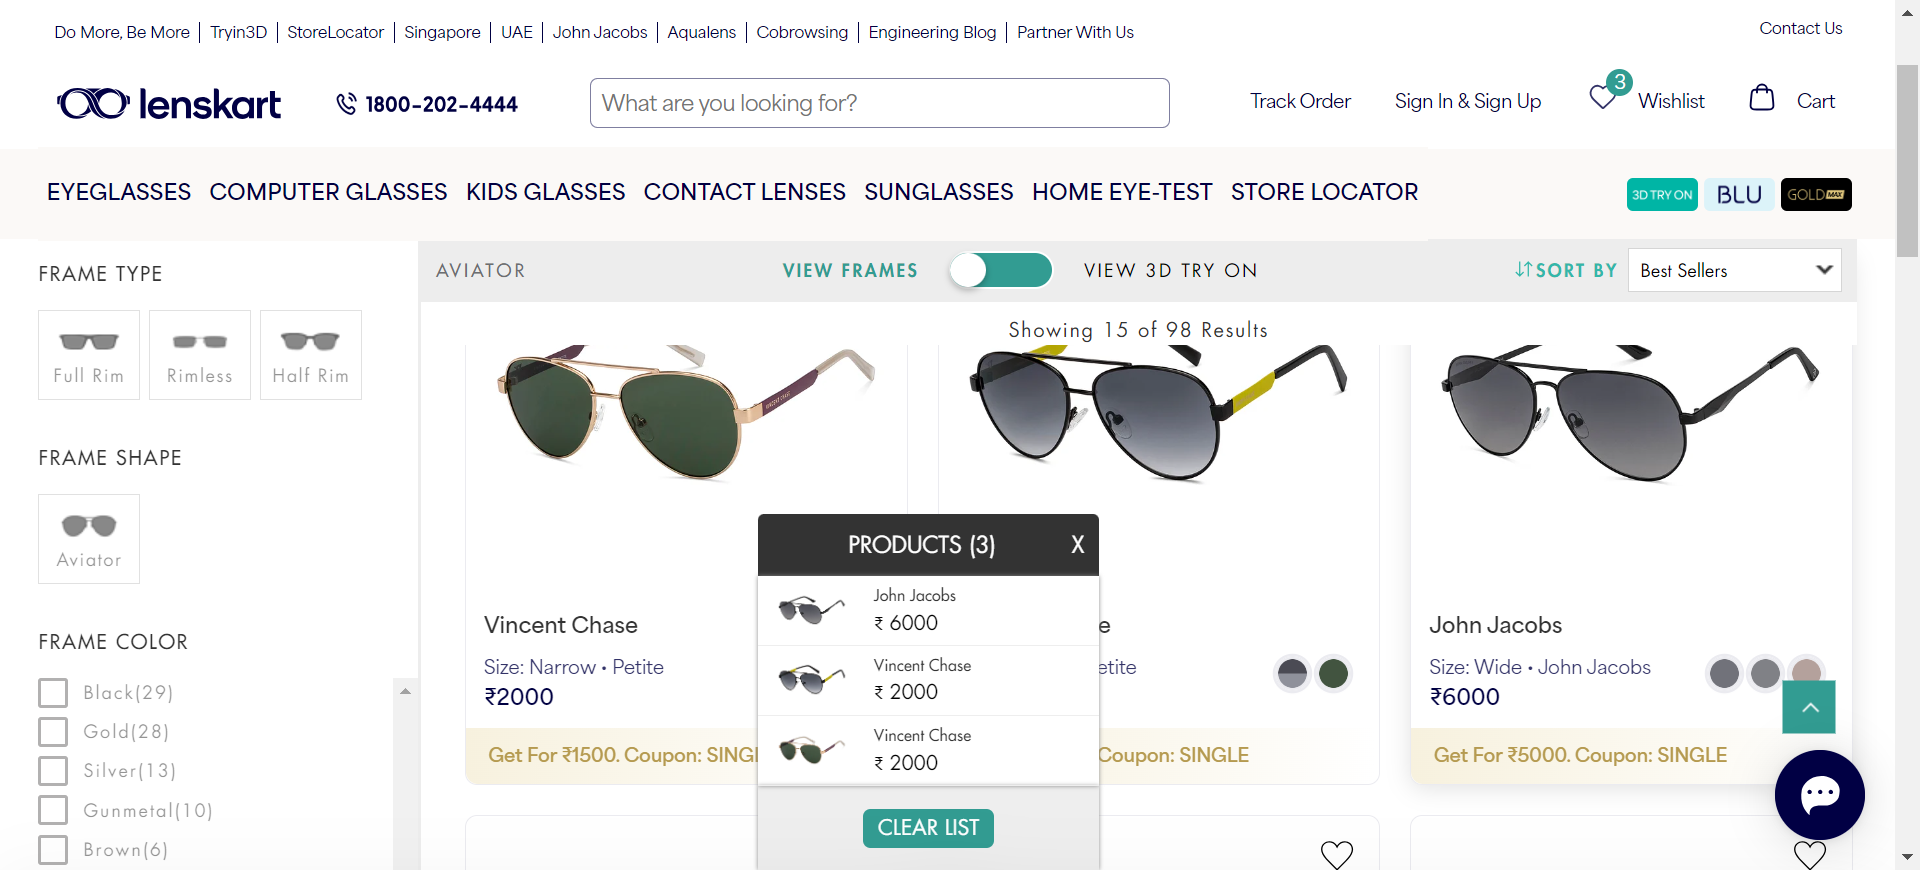 Do More, Be More | Tryin3D | StoreLocator | Singapore | UAE | John Jacobs | Aqualens | Cobrowsing | Engineering Blog | Partner With Us
Contact Us
lenskart
1800-202-4444
What are you looking for?
Track Order
Sign In & Sign Up
3
Wishlist
Cart
EYEGLASSES COMPUTER GLASSES KIDS GLASSES CONTACT LENSES SUNGLASSES HOME EYE-TEST STORE LOCATOR
3D TRY ON
BLU
GOLD MAX
FRAME TYPE
Full Rim
Rimless
Half Rim
FRAME SHAPE
Aviator
FRAME COLOR
Black(29)
Gold(28)
Silver(13)
Gunmetal(10)
Brown(6)
AVIATOR
VIEW FRAMES
VIEW 3D TRY ON
SORT BY
Best Sellers
Showing 15 of 98 Results
Vincent Chase
Size: Narrow • Petite
₹2000
Get For ₹1500. Coupon: SINGL
e
etite
Coupon: SINGLE
John Jacobs
Size: Wide • John Jacobs
₹6000
Get For ₹5000. Coupon: SINGLE
PRODUCTS (3)
X
John Jacobs
₹ 6000
Vincent Chase
₹ 2000
Vincent Chase
₹ 2000
CLEAR LIST